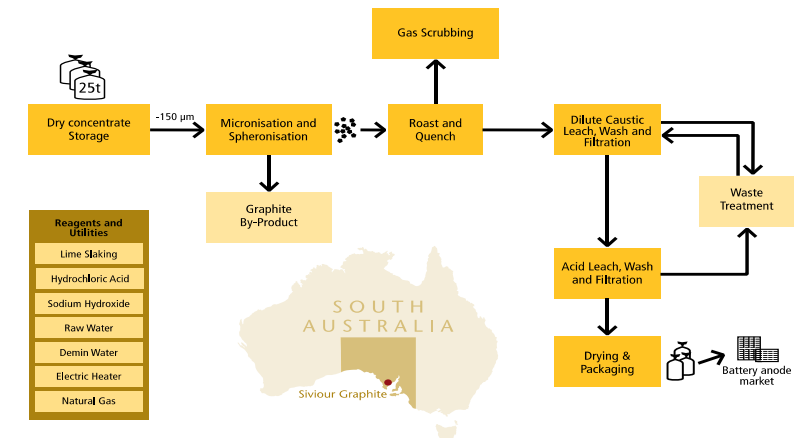 Gas Scrubbing
25t
Dry concentrate
Storage
-150 µm
Micronisation and
Spheronisation
Roast and
Quench
Dilute Caustic
Leach, Wash and
Filtration
Graphite
By-Product
Waste
Treatment
Reagents and
Utilities
Lime Slaking
Hydrochloric Acid
Sodium Hydroxide
Raw Water
Demin Water
Electric Heater
Natural Gas
Acid Leach, Wash
and Filtration
SOUTH
AUSTRALIA
Siviour Graphite
Drying &
Packaging
Battery anode
market